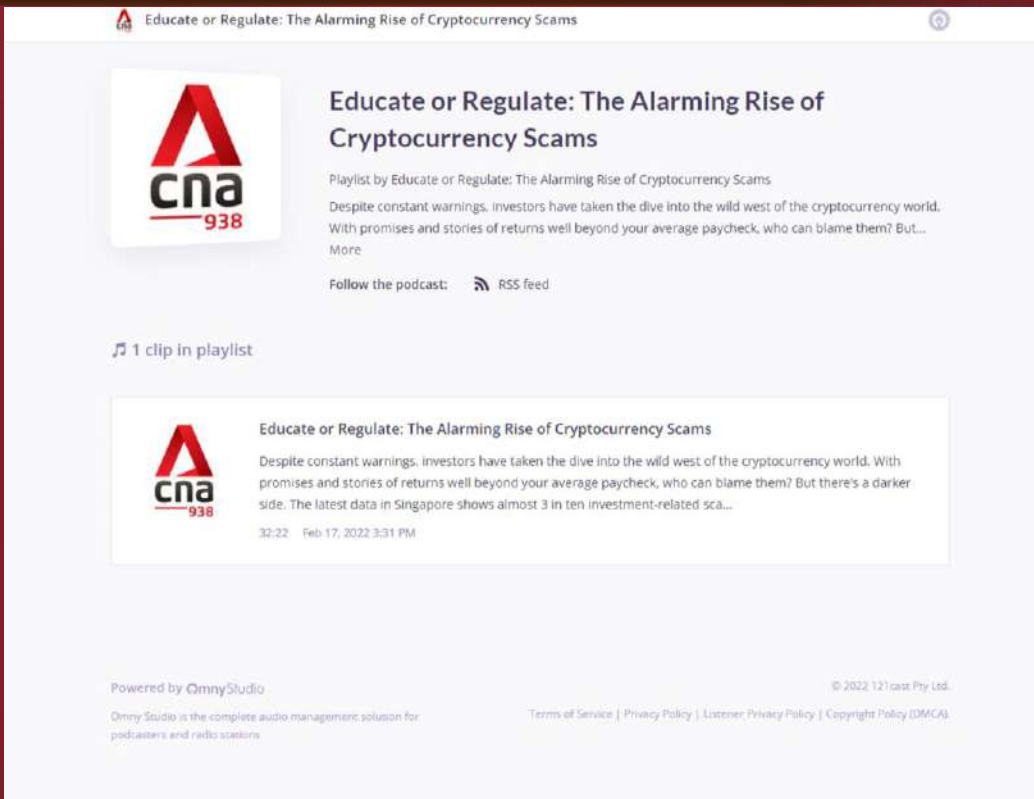 cna Educate or Regulate: The Alarming Rise of Cryptocurrency Scams
cna
938
Educate or Regulate: The Alarming Rise of
Cryptocurrency Scams
Playlist by Educate or Regulate: The Alarming Rise of Cryptocurrency Scams
Despite constant warnings, investors have taken the dive into the wild west of the cryptocurrency world.
With promises and stories of returns well beyond your average paycheck, who can blame them? But...
More
Follow the podcast: RSS feed
1 clip in playlist
cna
938
Educate or Regulate: The Alarming Rise of Cryptocurrency Scams
Despite constant warnings, investors have taken the dive into the wild west of the cryptocurrency world. With
promises and stories of returns well beyond your average paycheck, who can blame them? But there's a darker
side. The latest data in Singapore shows almost 3 in ten investment-related sca...
32:22 Feb 17, 2022 3:31 PM
Powered by OmnyStudio
© 2022 121cast Pty Ltd.
Omny Studio is the complete audio management solution for
podcasters and radio stations
Terms of Service | Privacy Policy | Listener Privacy Policy | Copyright Policy (DMCA)